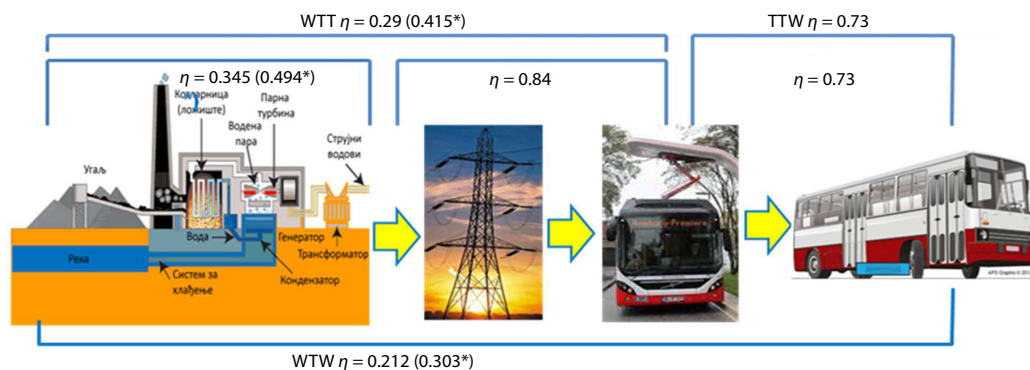 WTT η = 0.29 (0.415*)
TTW η = 0.73
η = 0.345 (0.494*)
η = 0.84
η = 0.73
Котларница
(ложиште)
Парна
турбина
Водена
пара
Струјни
водови
Угаљ
Вода
Генератор
Трансформатор
Река
Систем за
хлађење
Кондензатор
WTW η = 0.212 (0.303*)